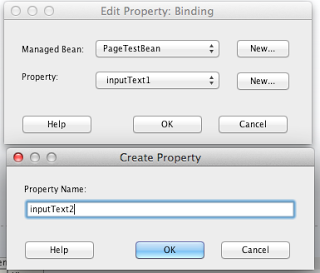 Edit Property: Binding
Managed Bean: PageTestBean New...
Property: inputText1 New...
Help OK Cancel
Create Property
Property Name:
inputText2
Help OK Cancel